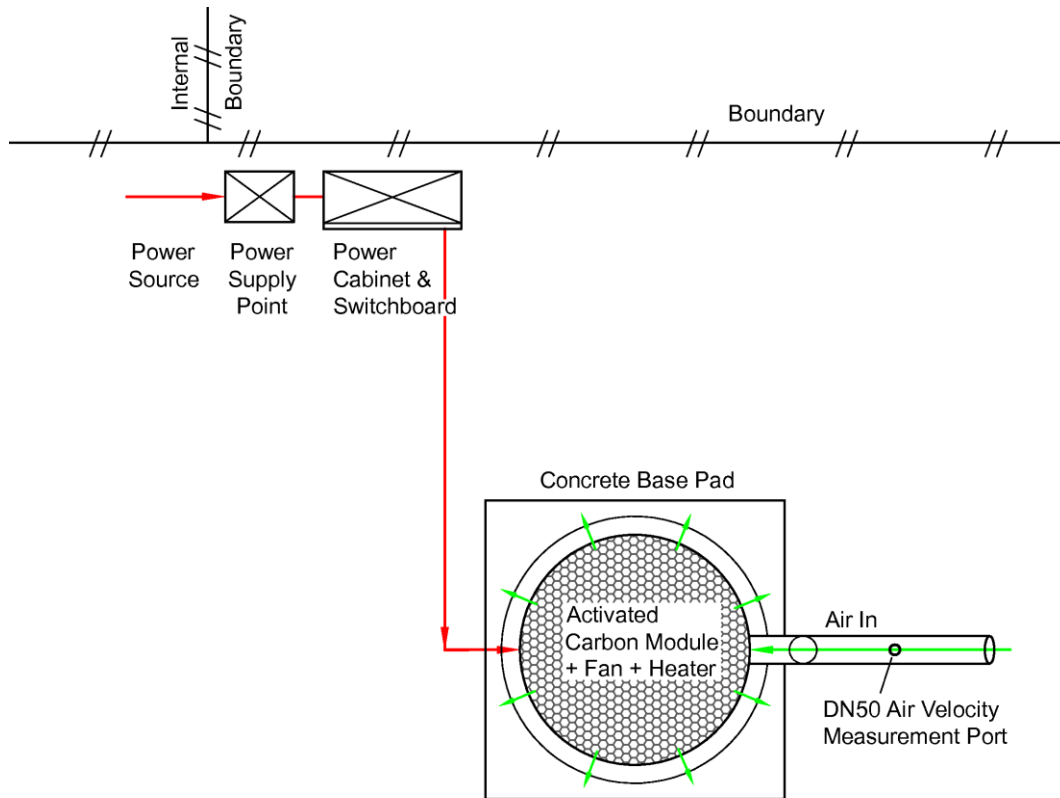 Internal
Boundary
Boundary
Power
Source
Power
Supply
Point
Power
Cabinet &
Switchboard
Concrete Base Pad
Activated
Carbon Module
+ Fan + Heater
Air In
DN50 Air Velocity
Measurement Port